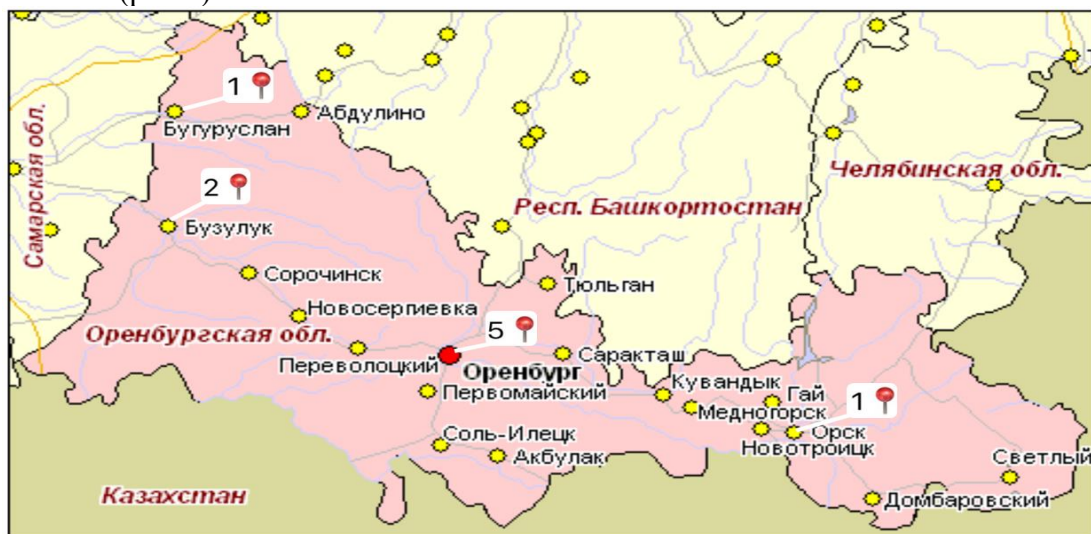 1
Бугуруслан
Абдулино
Самарская обл.
2
Бузулук
Респ. Башкортостан
Челябинская обл.
Сорочинск
Тюльган
Новосергиевка
Оренбургская обл.
5
Переволоцкий
Оренбург
Саракташ
Первомайский
Кувандык
Гай
1
Медногорск
Орск
Новотроицк
Соль-Илецк
Акбулак
Светлый
Домбаровский
Казахстан